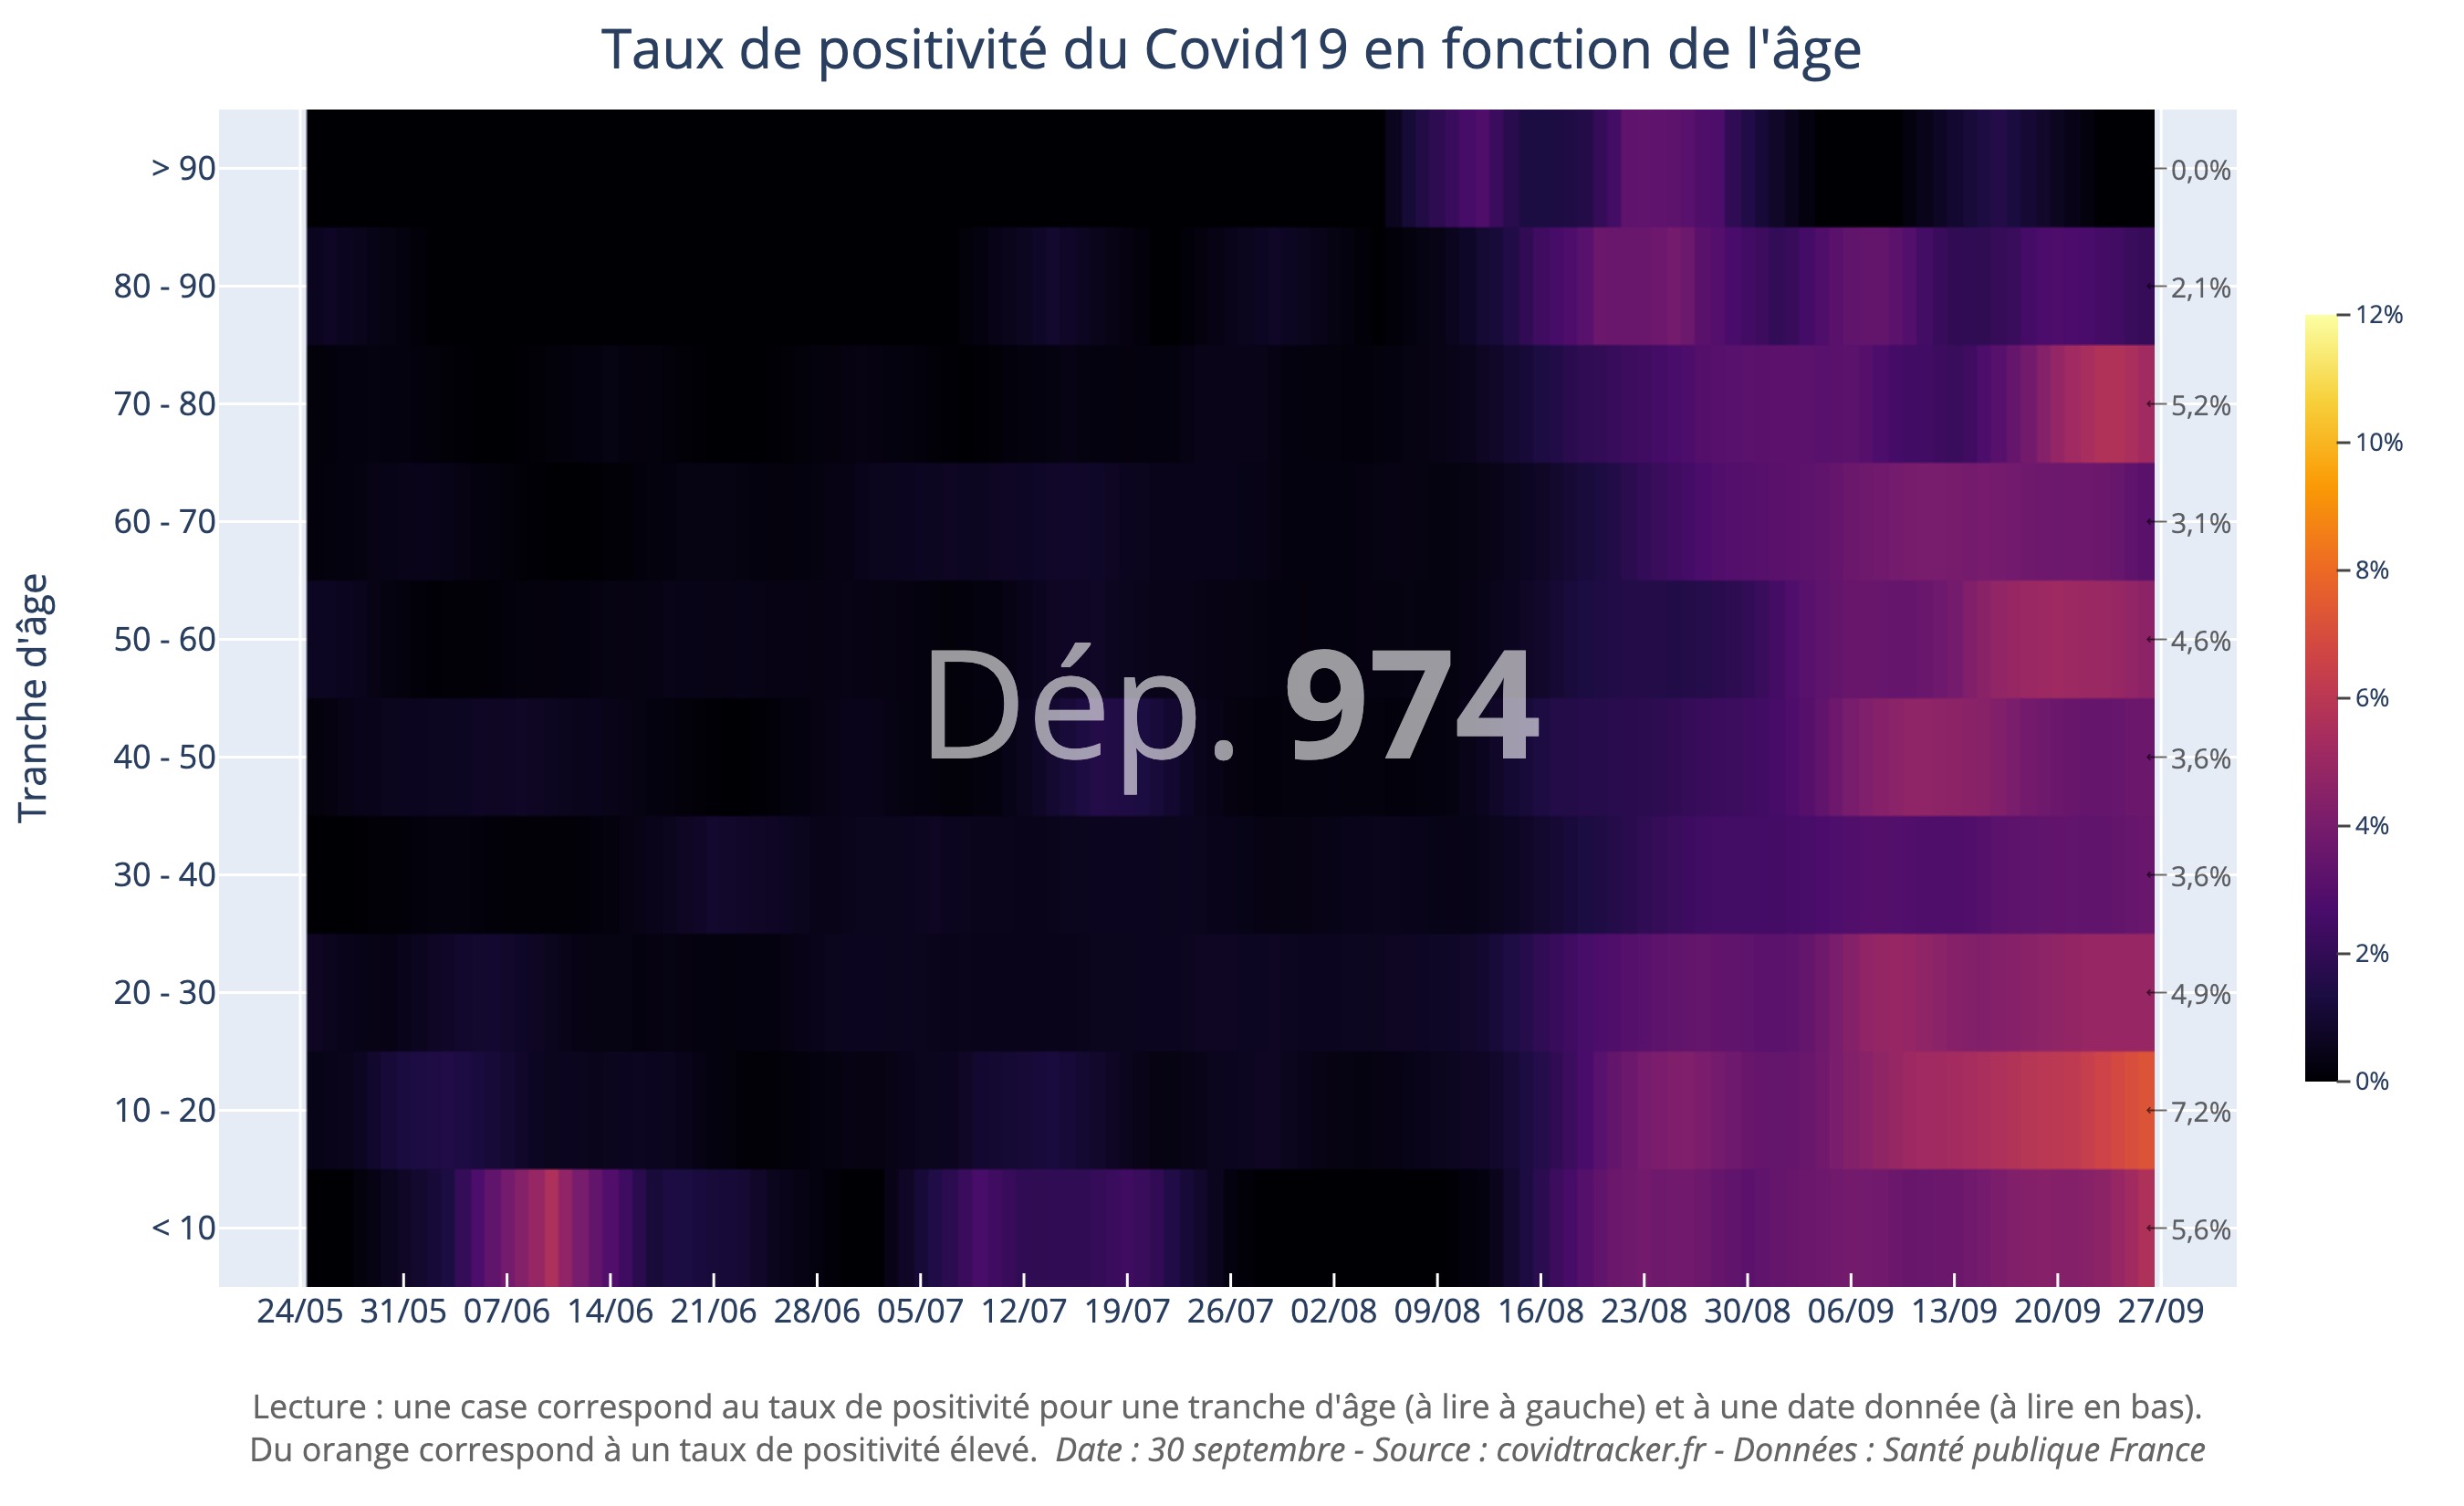 Taux de positivité du Covid19 en fonction de l'âge
Tranche d'âge
> 90
80 - 90
70 - 80
60 - 70
50 - 60
40 - 50
30 - 40
20 - 30
10 - 20
< 10
Dép. 974
0,0%
2,1%
5,2%
3,1%
4,6%
3,6%
3,6%
4,9%
7,2%
5,6%
12%
10%
8%
6%
4%
2%
0%
24/05 31/05 07/06 14/06 21/06 28/06 05/07 12/07 19/07 26/07 02/08 09/08 16/08 23/08 30/08 06/09 13/09 20/09 27/09
Lecture : une case correspond au taux de positivité pour une tranche d'âge (à lire à gauche) et à une date donnée (à lire en bas).
Du orange correspond à un taux de positivité élevé. Date : 30 septembre - Source : covidtracker.fr - Données : Santé publique France